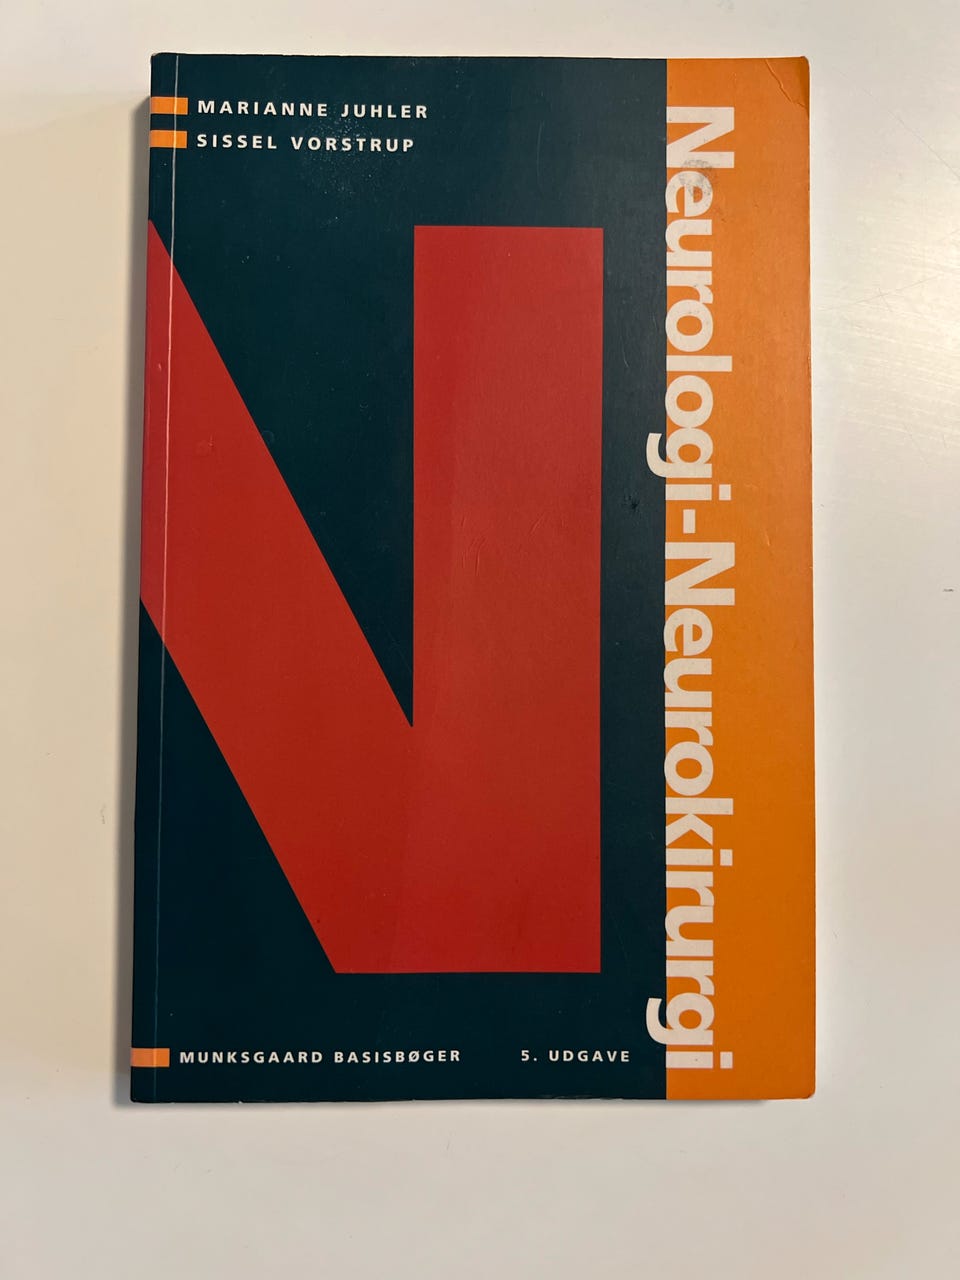 MARIANNE JUHLER
SISSEL VORSTRUP
Neurologi-Neurokirurgi
MUNKSGAARD BASISBØGER
5. UDGAVE